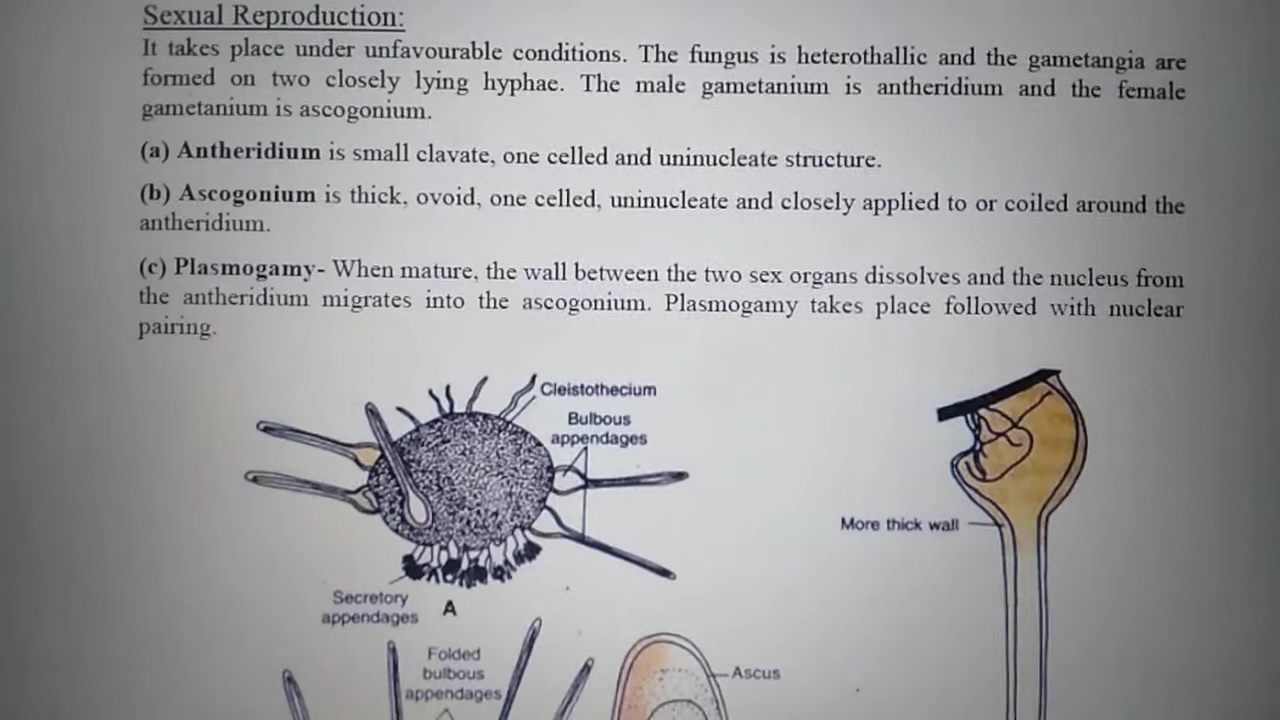 Sexual Reproduction:
It takes place under unfavourable conditions. The fungus is heterothallic and the gametangia are
formed on two closely lying hyphae. The male gametanium is antheridium and the female
gametanium is ascogonium.
(a) Antheridium is small clavate, one celled and uninucleate structure.
(b) Ascogonium is thick, ovoid, one celled, uninucleate and closely applied to or coiled around the
antheridium.
(c) Plasmogamy- When mature, the wall between the two sex organs dissolves and the nucleus from
the antheridium migrates into the ascogonium. Plasmogamy takes place followed with nuclear
pairing.
Cleistothecium
Bulbous
appendages
More thick wall
Secretory
appendages
A
Folded
bulbous
appendages
Ascus